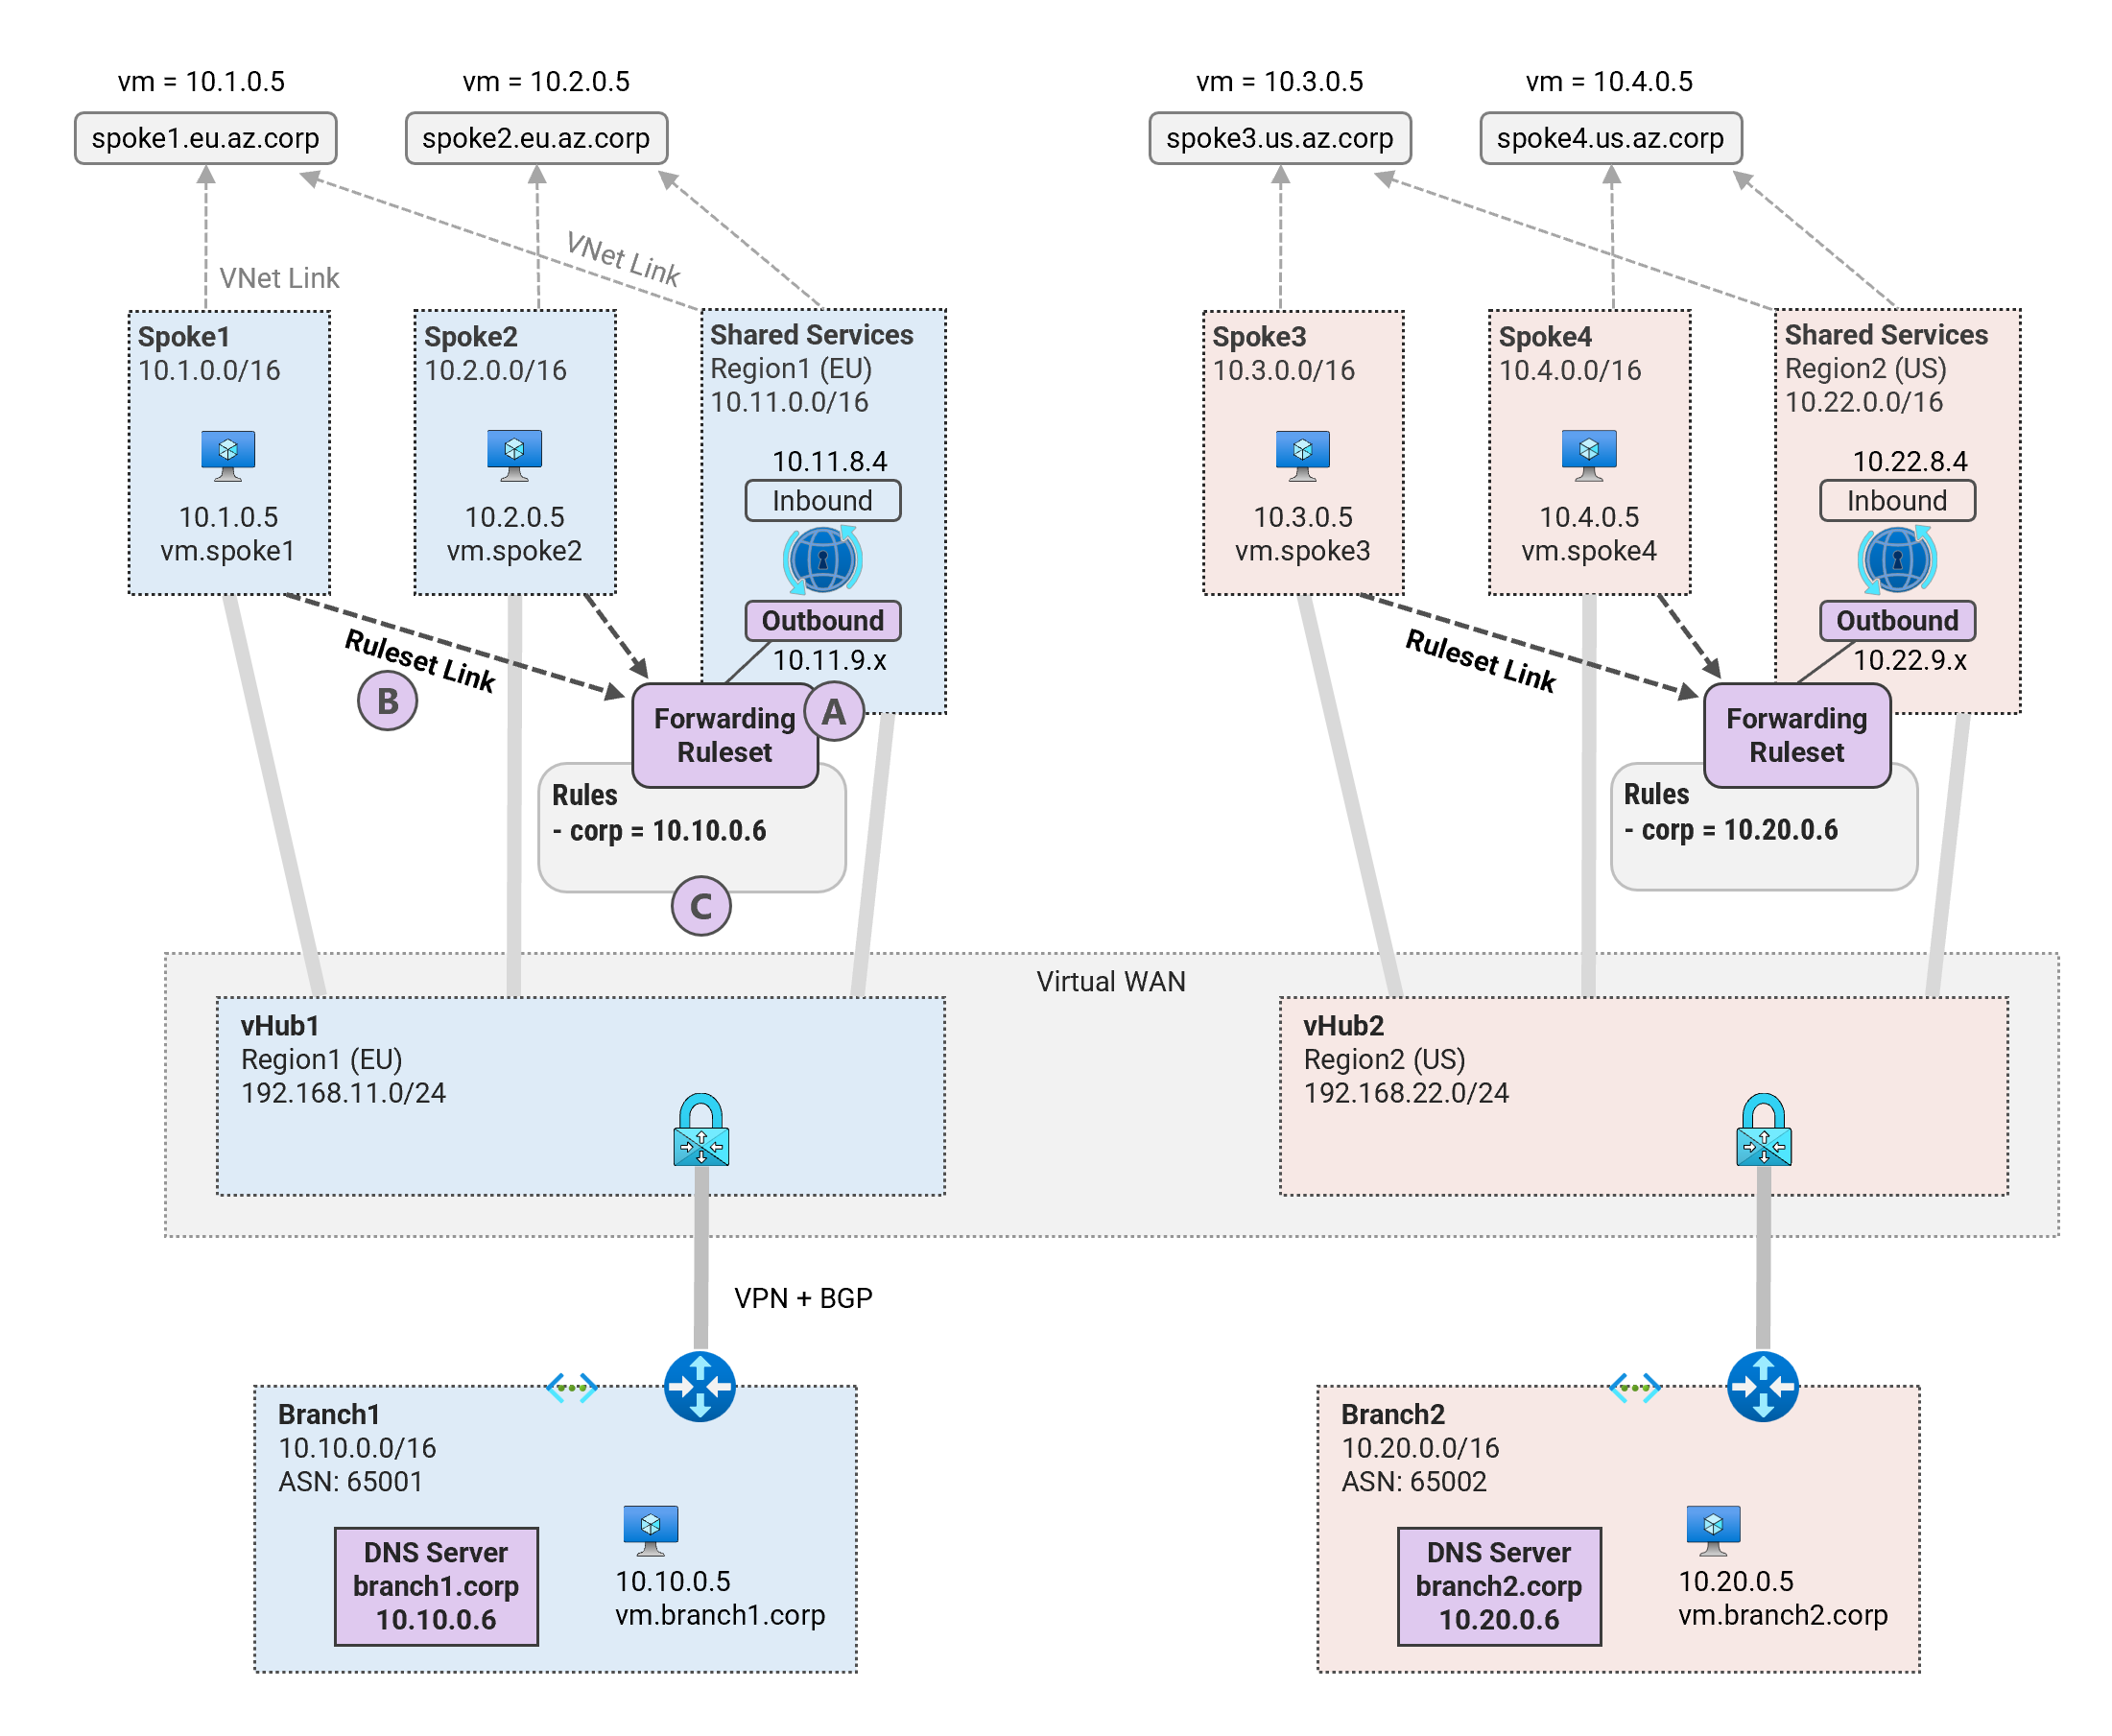 vm = 10.1.0.5
vm = 10.2.0.5
vm = 10.3.0.5
vm = 10.4.0.5
spoke1.eu.az.corp
spoke2.eu.az.corp
spoke3.us.az.corp
spoke4.us.az.corp
VNet Link
VNet Link
Spoke1
10.1.0.0/16
10.1.0.5
vm.spoke1
Spoke2
10.2.0.0/16
10.2.0.5
vm.spoke2
Shared Services
Region1 (EU)
10.11.0.0/16
10.11.8.4
Inbound
Outbound
10.11.9.x
Ruleset Link
B
Forwarding
Ruleset
A
Rules
- corp = 10.10.0.6
C
Spoke3
10.3.0.0/16
10.3.0.5
vm.spoke3
Spoke4
10.4.0.0/16
10.4.0.5
vm.spoke4
Shared Services
Region2 (US)
10.22.0.0/16
10.22.8.4
Inbound
Outbound
10.22.9.x
Ruleset Link
Forwarding
Ruleset
Rules
- corp = 10.20.0.6
Virtual WAN
vHub1
Region1 (EU)
192.168.11.0/24
vHub2
Region2 (US)
192.168.22.0/24
VPN + BGP
Branch1
10.10.0.0/16
ASN: 65001
DNS Server
branch1.corp
10.10.0.6
10.10.0.5
vm.branch1.corp
Branch2
10.20.0.0/16
ASN: 65002
DNS Server
branch2.corp
10.20.0.6
10.20.0.5
vm.branch2.corp